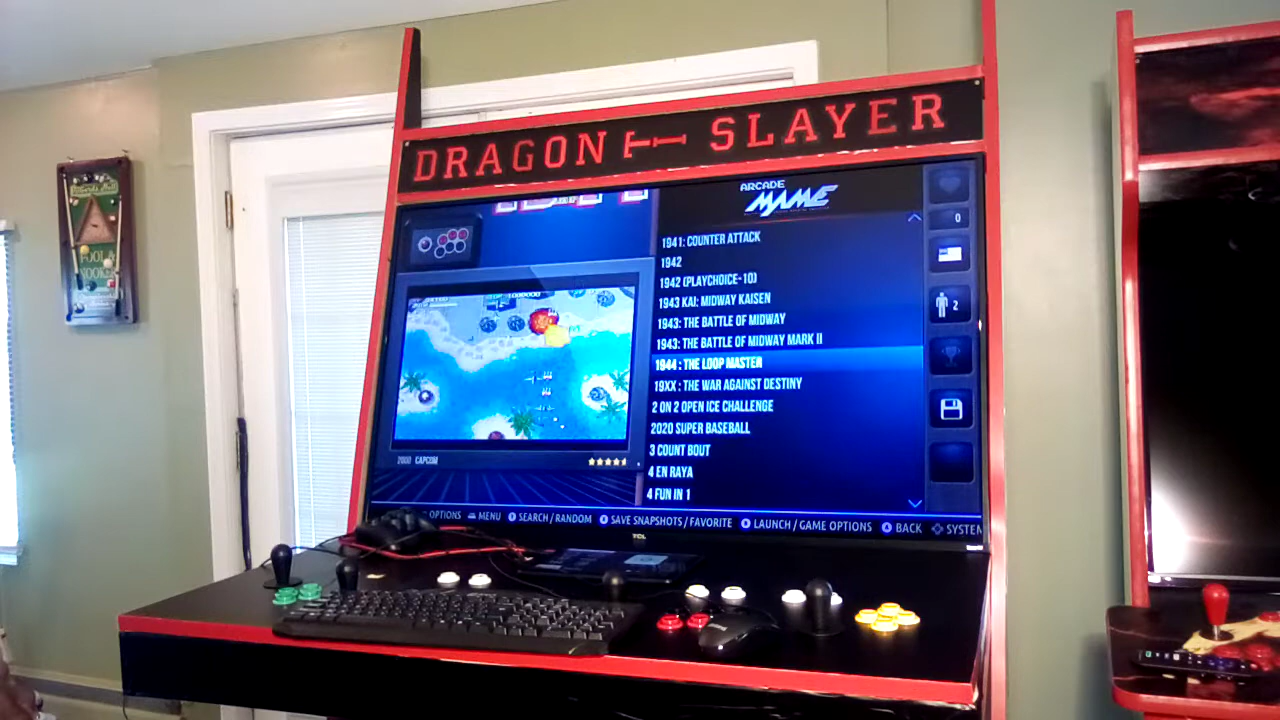 DRAGON SLAYER
ARCADE
MAME
1941: COUNTER ATTACK
1942
1942 (PLAYCHOICE-10)
1943 KAI: MIDWAY KAISEN
1943: THE BATTLE OF MIDWAY
1943: THE BATTLE OF MIDWAY MARK II
1944 : THE LOOP MASTER
19XX : THE WAR AGAINST DESTINY
2 ON 2 OPEN ICE CHALLENGE
2020 SUPER BASEBALL
3 COUNT BOUT
4 EN RAYA
4 FUN IN 1
0
2
2000 CAPCOM
OPTIONS MENU SEARCH / RANDOM SAVE SNAPSHOTS / FAVORITE LAUNCH / GAME OPTIONS BACK SYSTEM
TCL